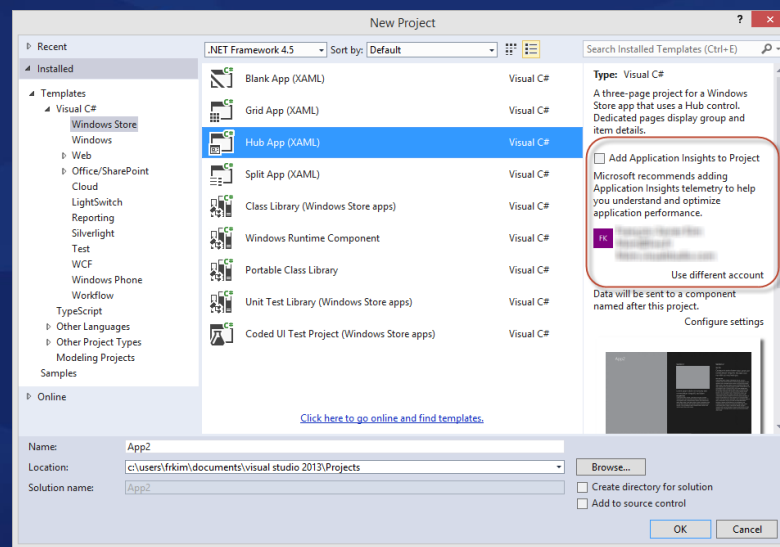 New Project
? ×
Recent
.NET Framework 4.5
Sort by: Default
Search Installed Templates (Ctrl+E)
Installed
Templates
Visual C#
Windows Store
Windows
Web
Office/SharePoint
Cloud
LightSwitch
Reporting
Silverlight
Test
WCF
Windows Phone
Workflow
TypeScript
Other Languages
Other Project Types
Modeling Projects
Samples
Online
Blank App (XAML) Visual C#
Grid App (XAML) Visual C#
Hub App (XAML) Visual C#
Split App (XAML) Visual C#
Class Library (Windows Store apps) Visual C#
Windows Runtime Component Visual C#
Portable Class Library Visual C#
Unit Test Library (Windows Store apps) Visual C#
Coded UI Test Project (Windows Store apps) Visual C#
Click here to go online and find templates.
Type: Visual C#
A three-page project for a Windows
Store app that uses a Hub control.
Dedicated pages display group and
item details.
Add Application Insights to Project
Microsoft recommends adding
Application Insights telemetry to help
you understand and optimize
application performance.
FK
Use different account
Data will be sent to a component
named after this project.
Configure settings
Name: App2
Location: c:\users\frkim\documents\visual studio 2013\Projects
Browse...
Solution name: App2
Create directory for solution
Add to source control
OK Cancel